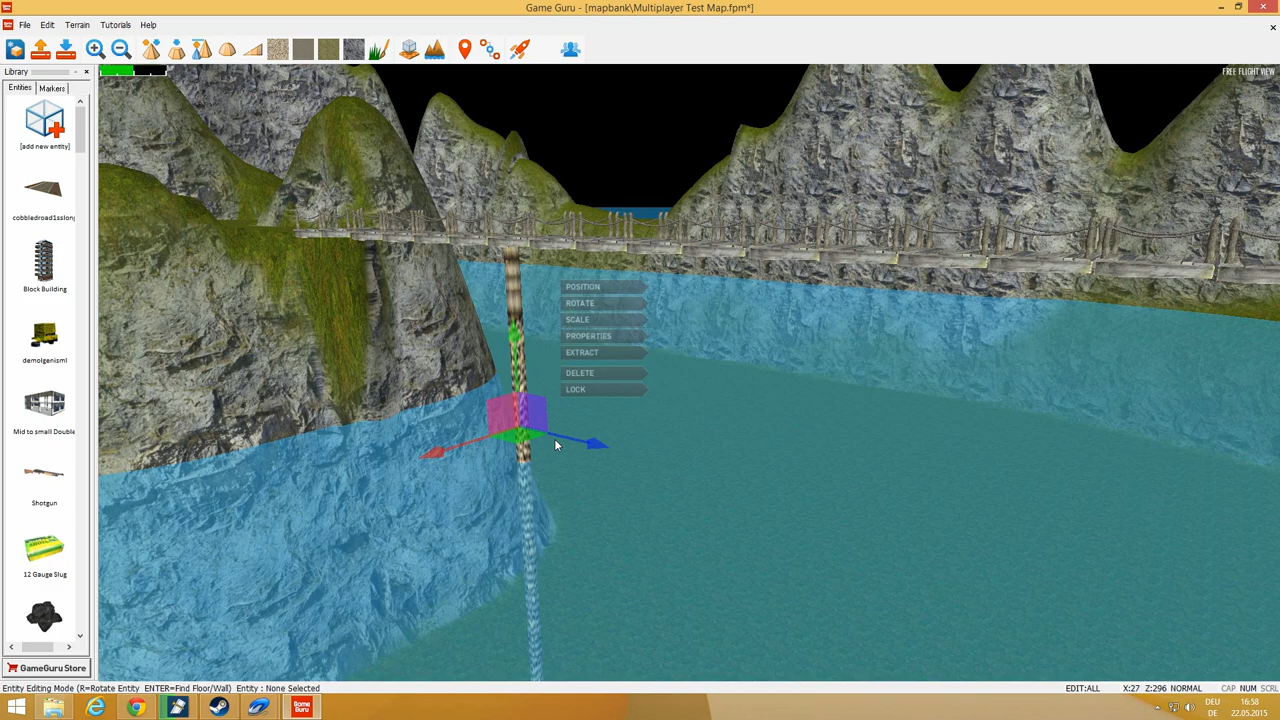 Game Guru - [mapbank\Multiplayer Test Map.fpm*]
File Edit Terrain Tutorials Help
Library
Entities Markers
[add new entity]
cobbledroad1sslong
Block Building
demolgenisml
Mid to small Double
Shotgun
12 Gauge Slug
GameGuru Store
FREE FLIGHT VIEW
POSITION
ROTATE
SCALE
PROPERTIES
EXTRACT
DELETE
LOCK
Entity Editing Mode (R=Rotate Entity ENTER=Find Floor/Wall) Entity : None Selected
EDIT:ALL X:27 Z:296 NORMAL CAP NUM SCRL
GAME GURU
DEU 16:58
DE 22.05.2015